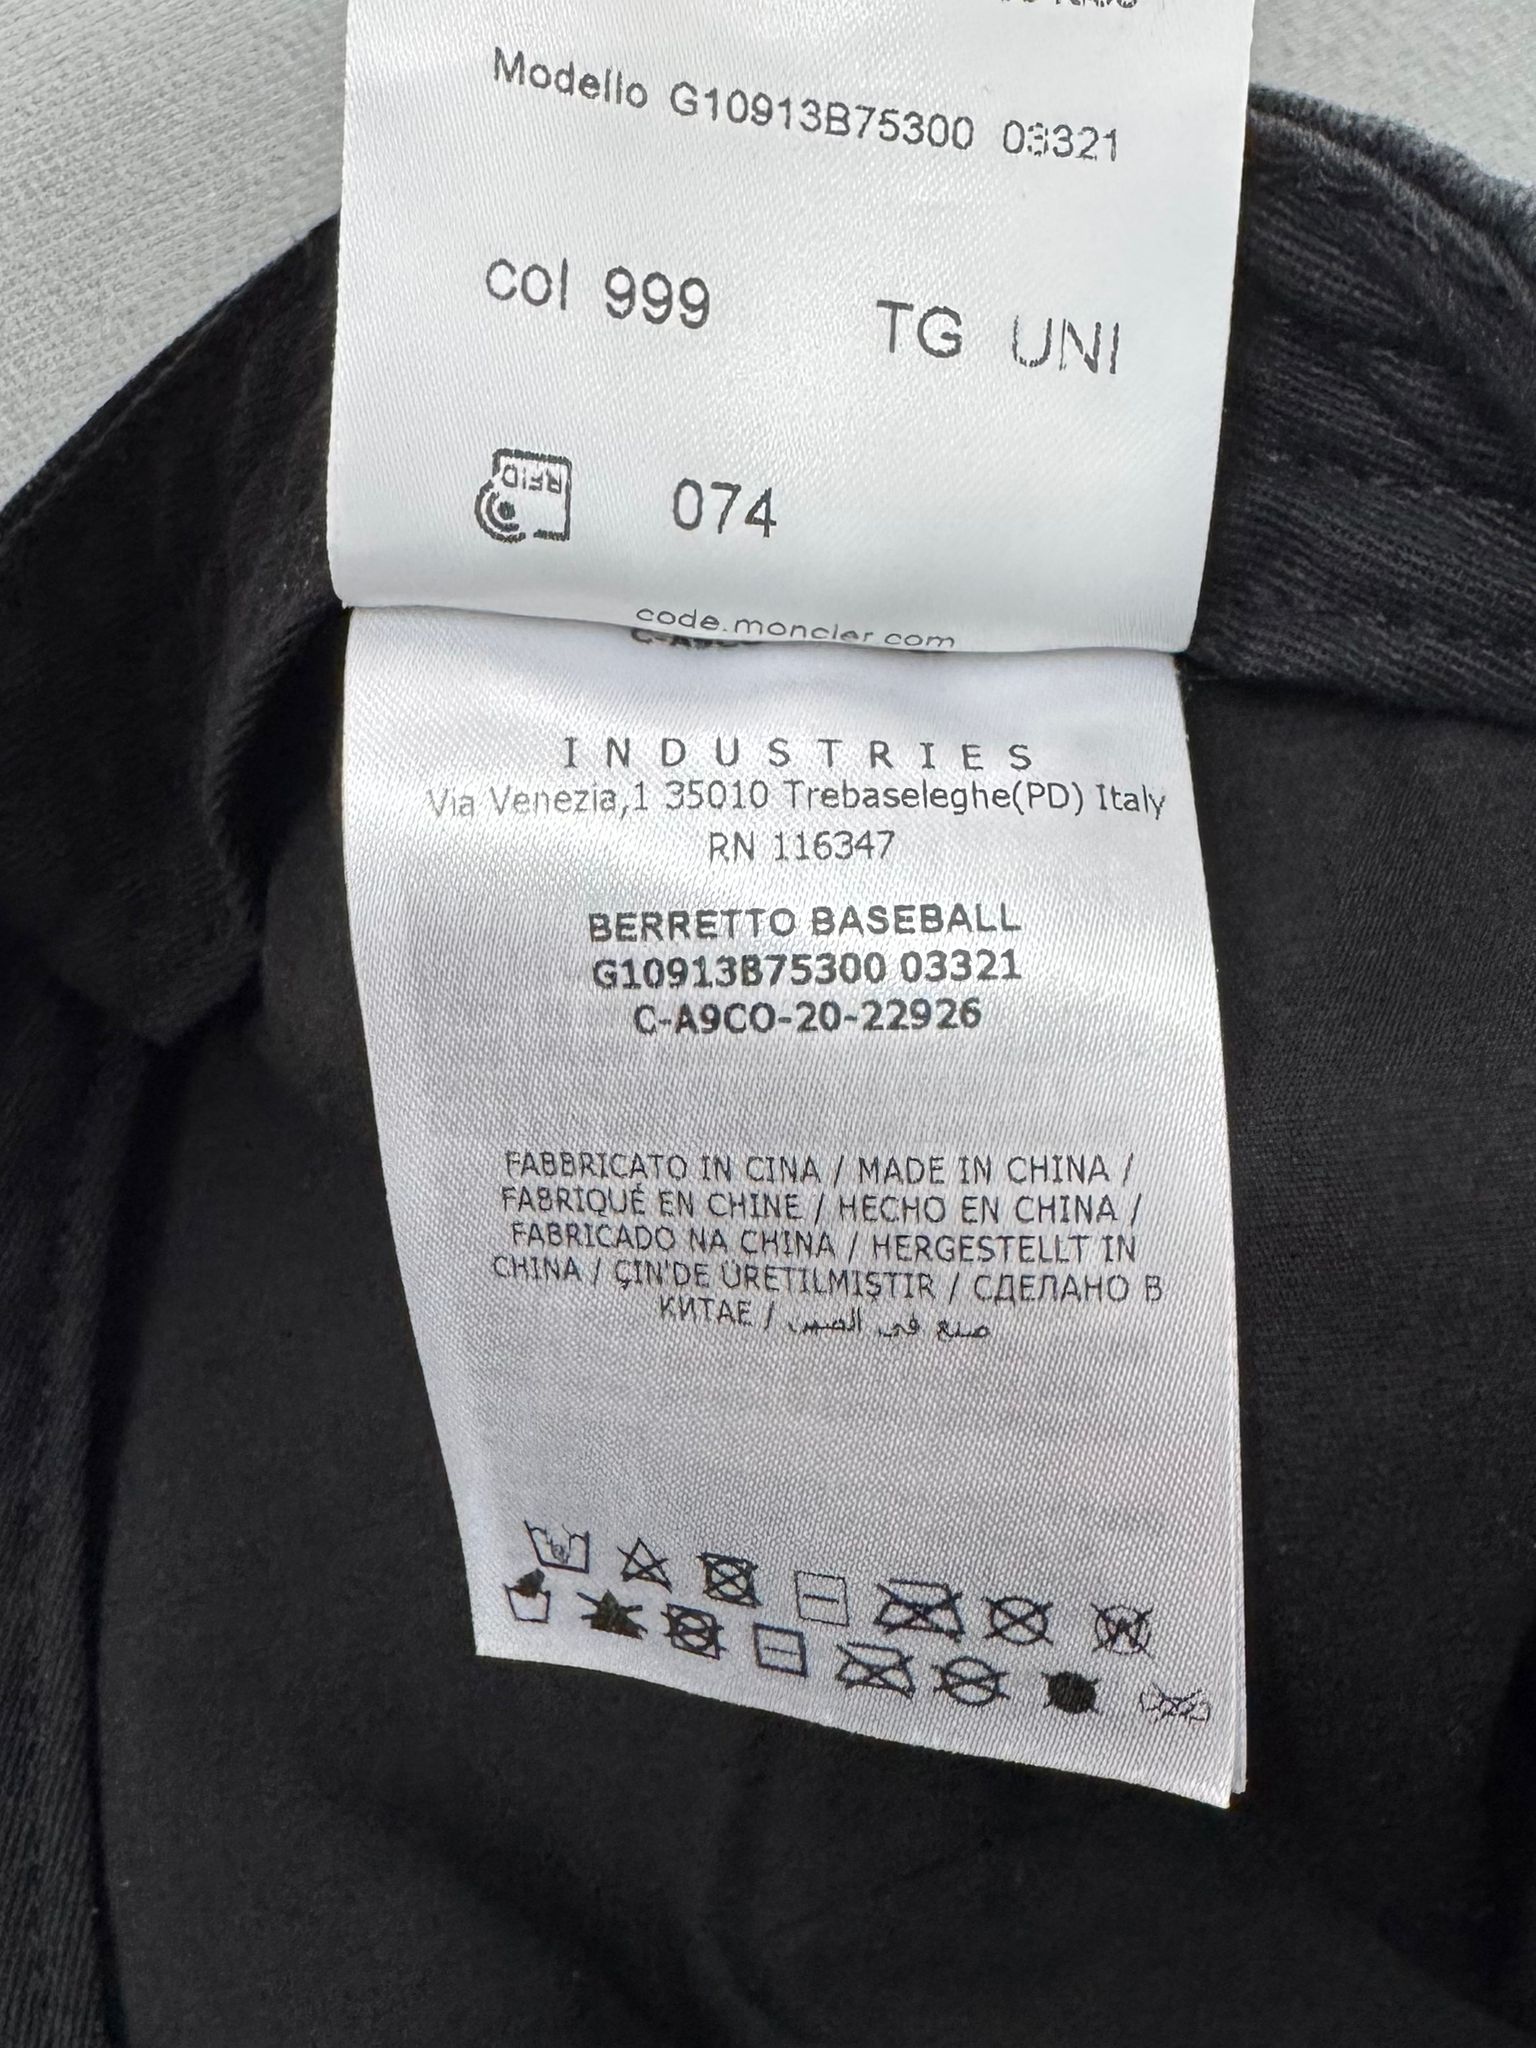 Modello G10913B75300 03321
col 999 TG UNI
RFID 074
code.moncler.com
INDUSTRIES
Via Venezia,1 35010 Trebaseleghe(PD) Italy
RN 116347
BERRETTO BASEBALL
G10913B75300 03321
C-A9CO-20-22926
FABBRICATO IN CINA / MADE IN CHINA /
FABRIQUÉ EN CHINE / HECHO EN CHINA /
FABRICADO NA CHINA / HERGESTELLT IN
CHINA / ÇIN'DE ÜRETILMIŞTIR / СДЕЛАНО В
КИТАЕ / صنع في الصين
W